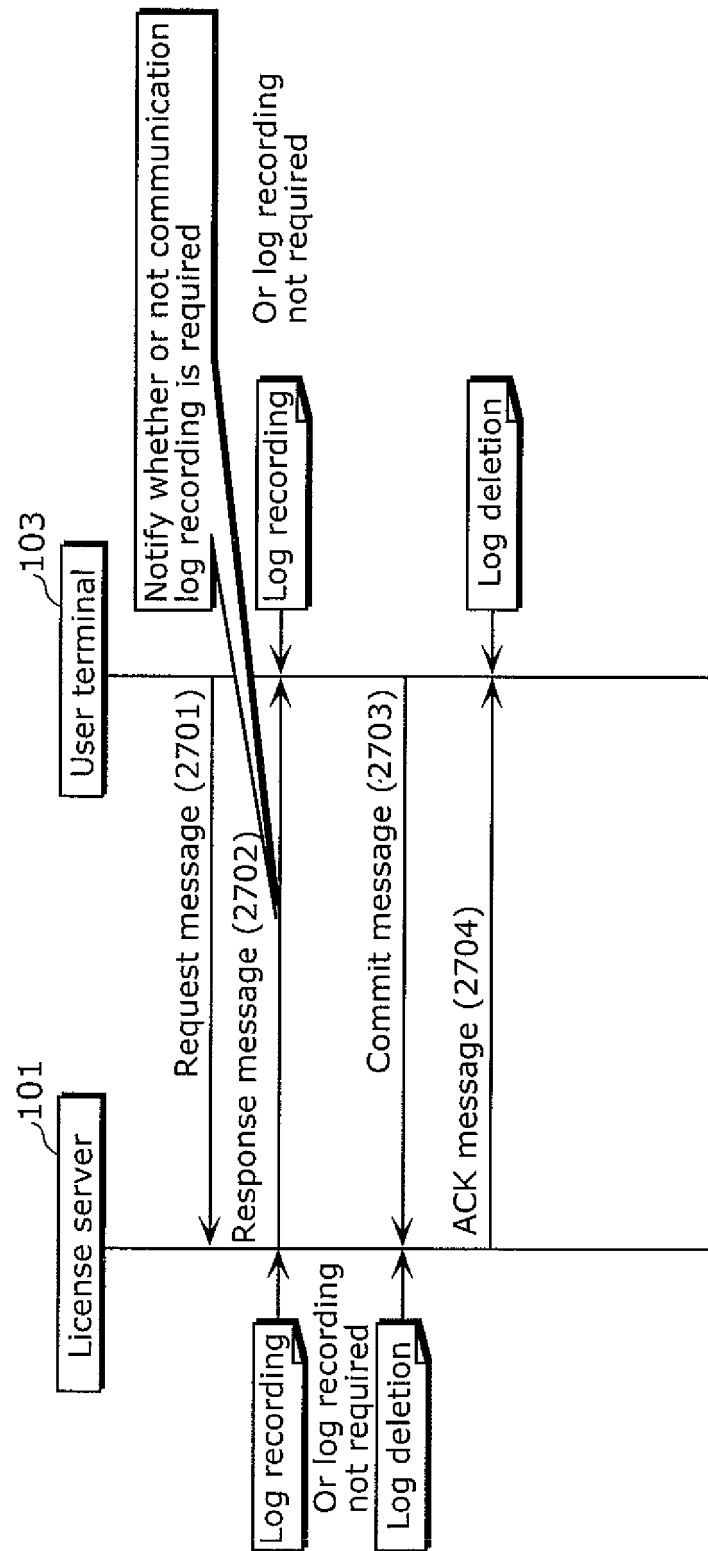 101
License server
103
User terminal
Notify whether or not communication
log recording is required
Request message (2701)
Response message (2702)
Log recording
Or log recording
not required
Log recording
Or log recording
not required
Commit message (2703)
Log deletion
ACK message (2704)
Log deletion